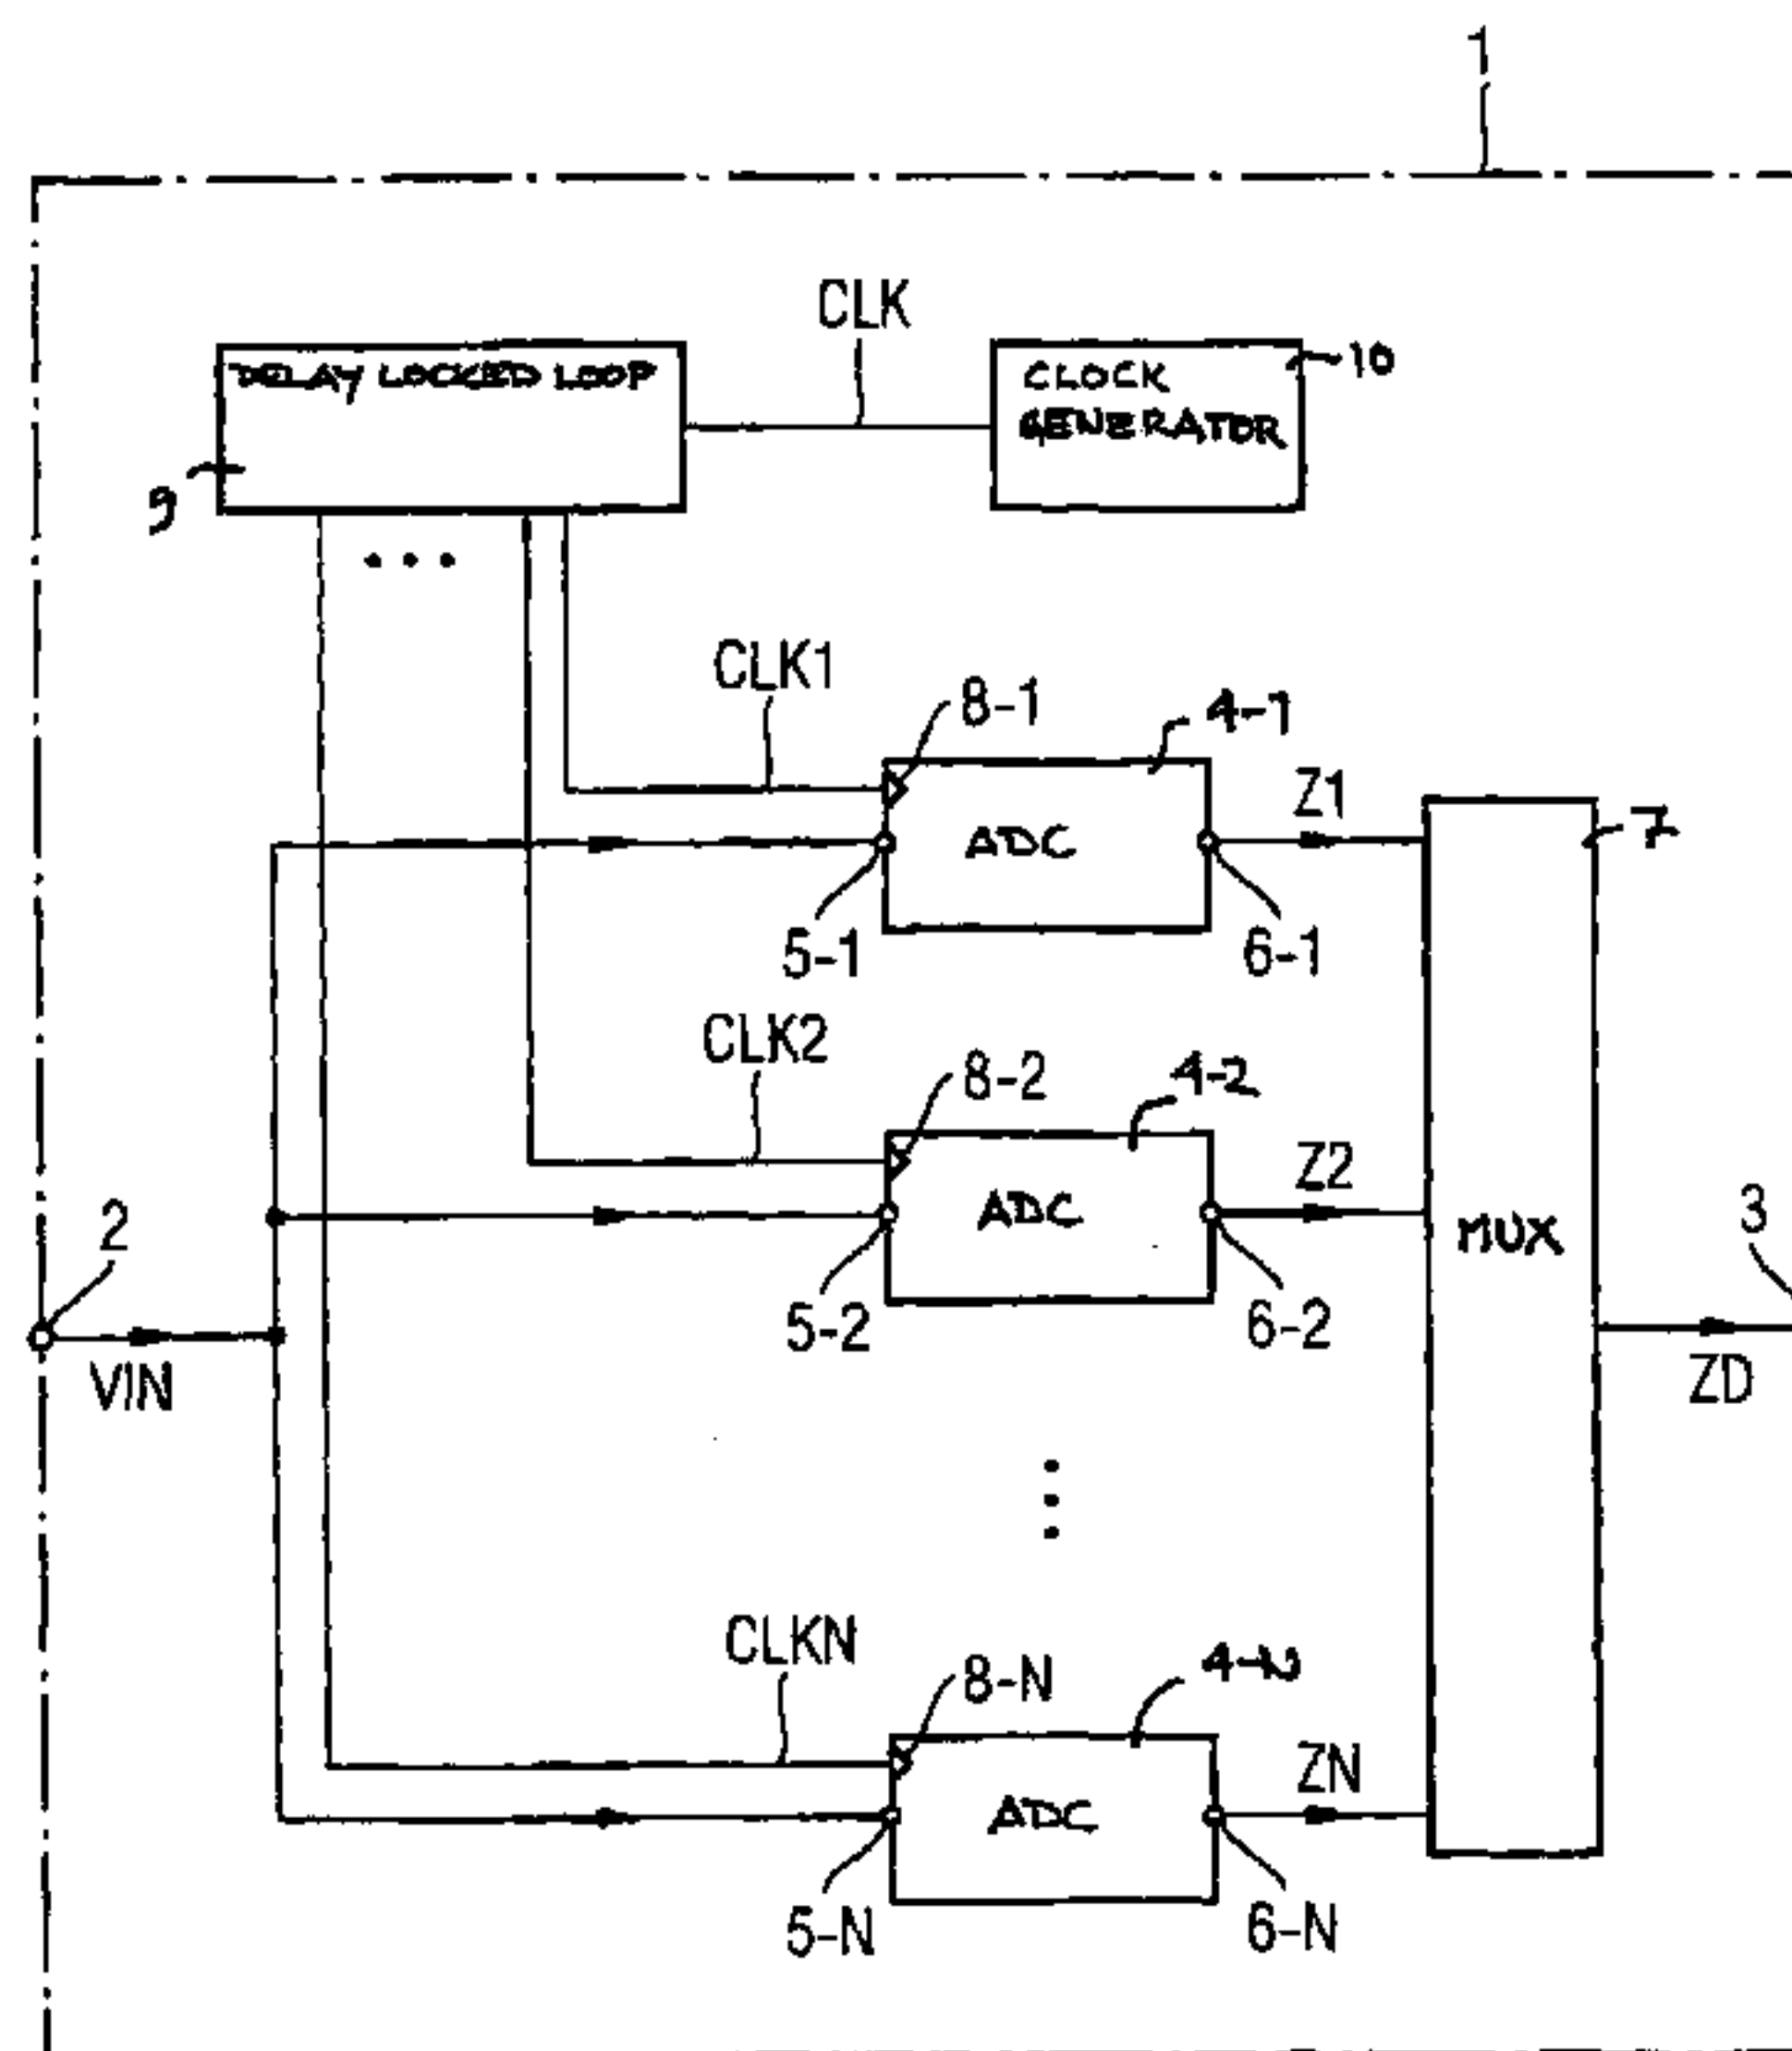 1
CLK
DELAY LOCKED LOOP
CLOCK
GENERATOR
10
9
CLK1
8-1
4-1
Z1
7
ADC
5-1
6-1
CLK2
8-2
4-2
Z2
ADC
MUX
2
3
5-2
6-2
VIN
ZD
CLKN
8-N
4-N
ZN
ADC
5-N
6-N